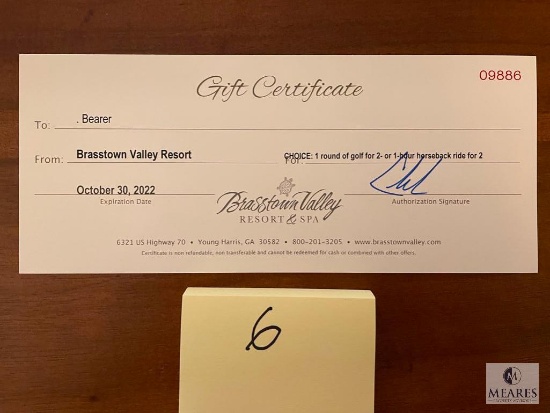 09886
Gift Certificate
To: . Bearer
From: Brasstown Valley Resort For: CHOICE: 1 round of golf for 2- or 1-hour horseback ride for 2
October 30, 2022
Expiration Date
Brasstown Valley
RESORT & SPA
Authorization Signature
6321 US Highway 76 • Young Harris, GA 30582 • 800-201-3205 • www.brasstownvalley.com
Certificate is non-refundable, non transferable and cannot be redeemed for cash or combined with other offers.
6
MEARES